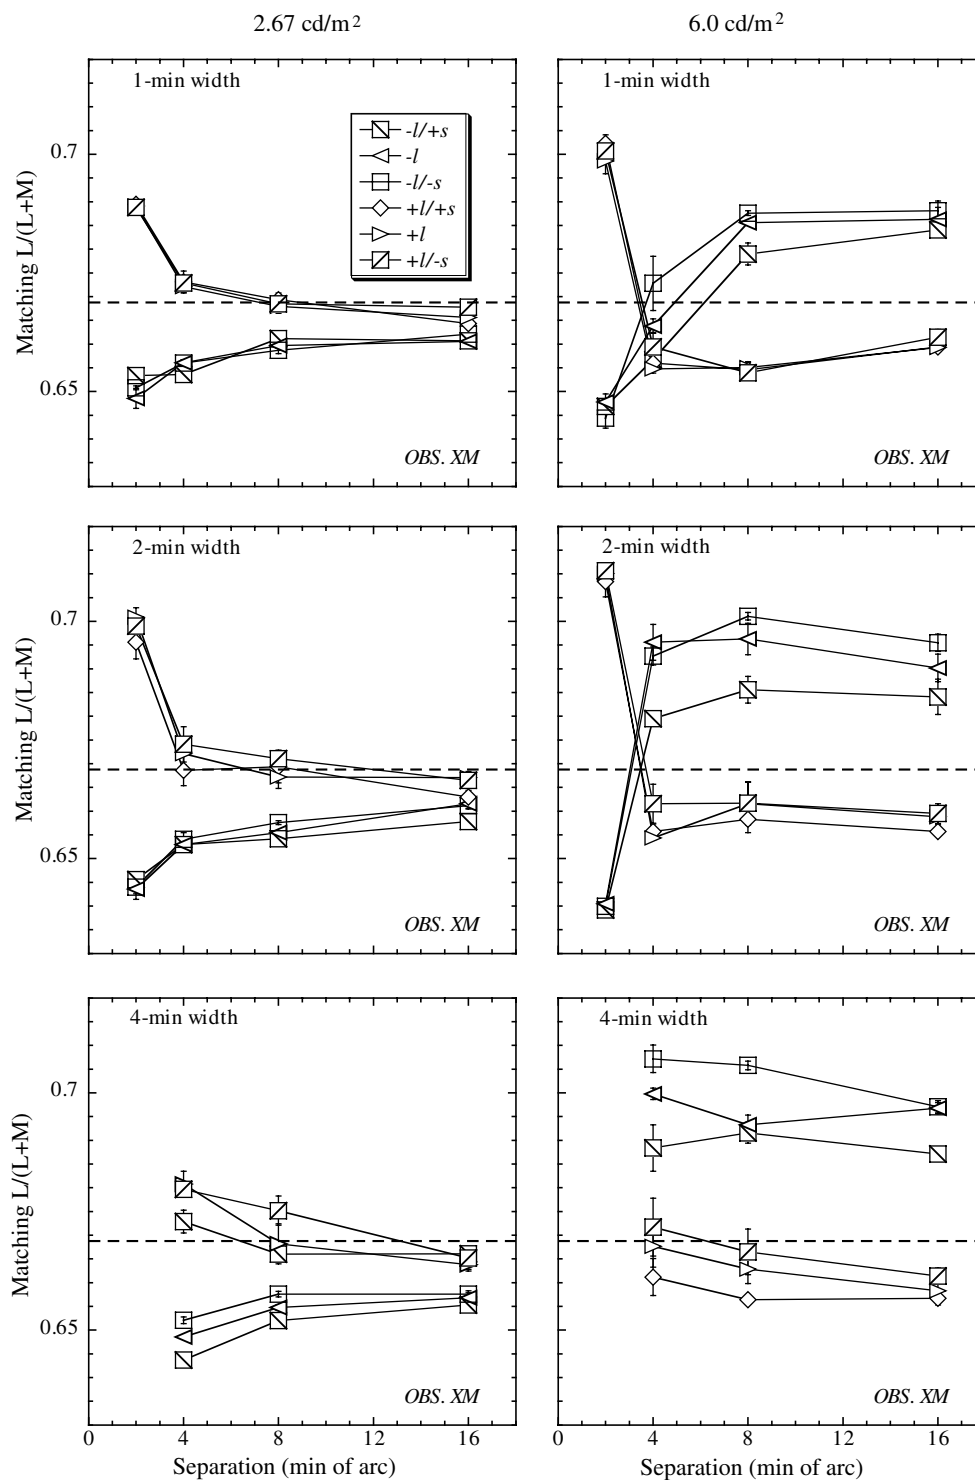 2.67 cd/m2
6.0 cd/m2
1-min width
1-min width
-l/+s
-l
-l/-s
+l/+s
+l
+l/-s
0.7
0.65
Matching L/(L+M)
OBS. XM
OBS. XM
2-min width
2-min width
0.7
0.65
Matching L/(L+M)
OBS. XM
OBS. XM
4-min width
4-min width
0.7
0.65
Matching L/(L+M)
OBS. XM
OBS. XM
0 4 8 12 16
0 4 8 12 16
Separation (min of arc)
Separation (min of arc)